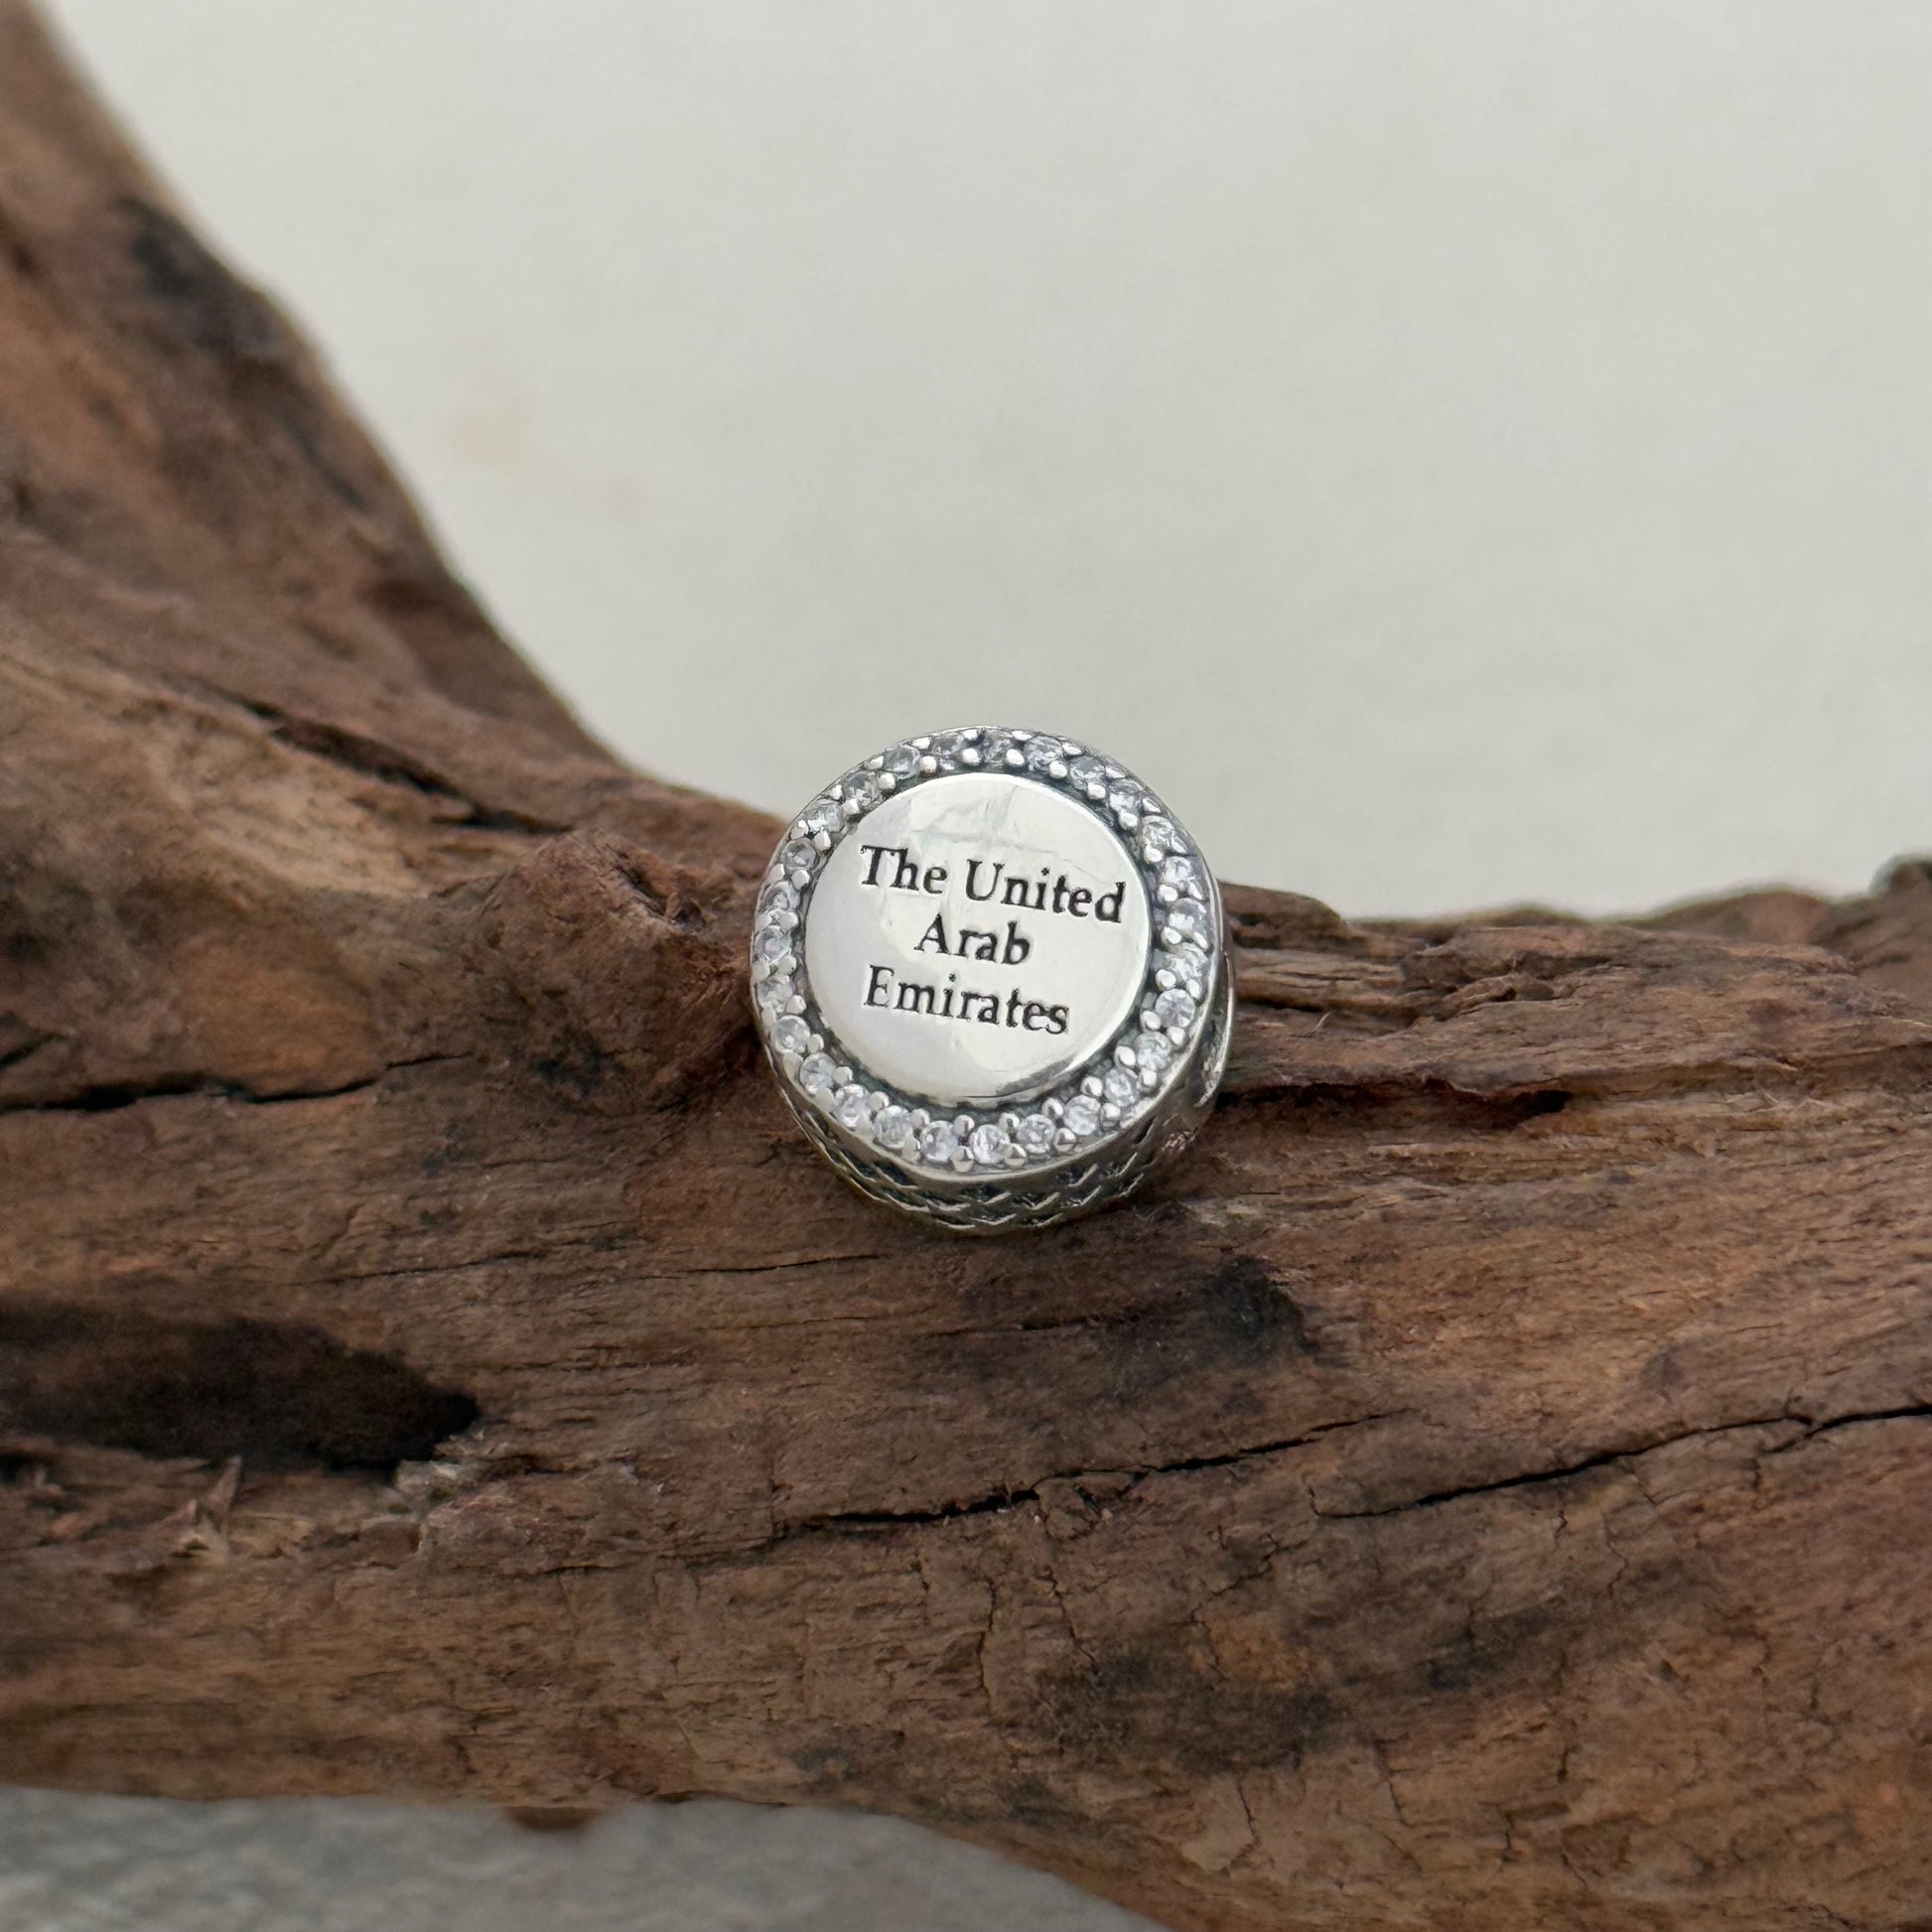 The United
Arab
Emirates